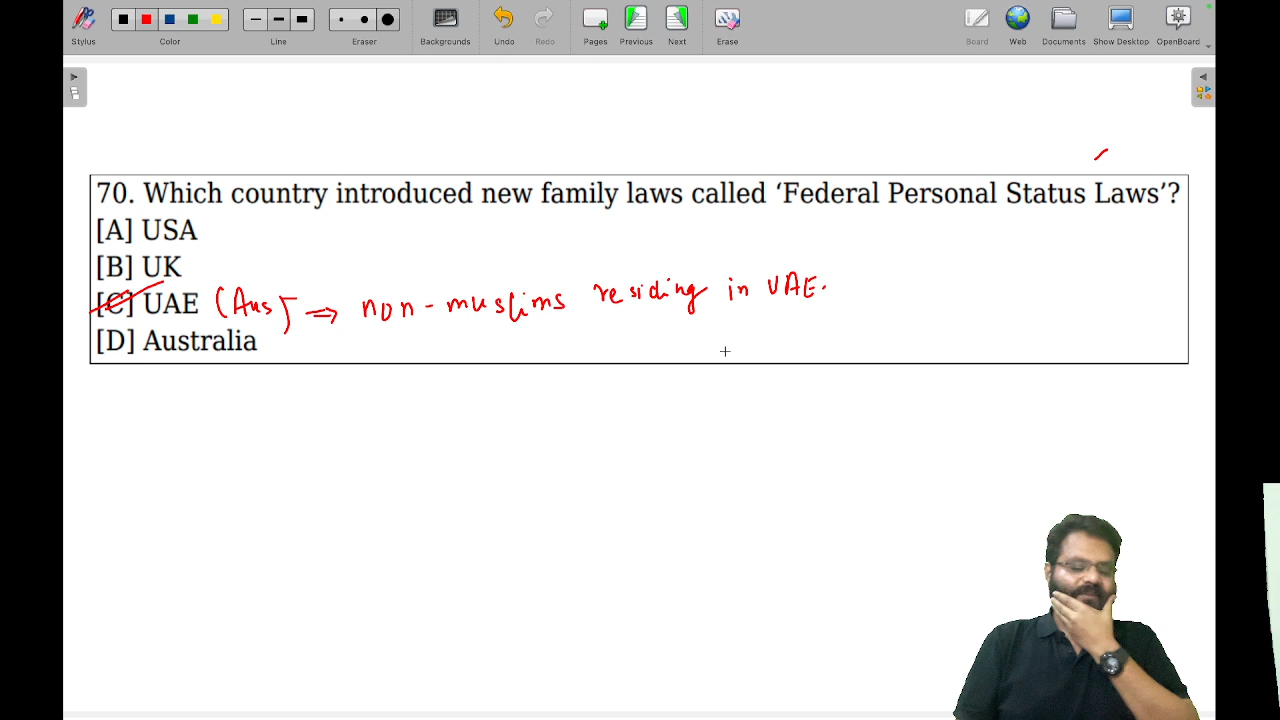 Stylus
Color
Line
Eraser
Backgrounds
Undo
Redo
Pages
Previous
Next
Erase
Board
Web
Documents
Show Desktop
OpenBoard
70. Which country introduced new family laws called ‘Federal Personal Status Laws’?
[A] USA
[B] UK
[C] UAE (Ans) ⇒ non-muslims residing in UAE.
[D] Australia